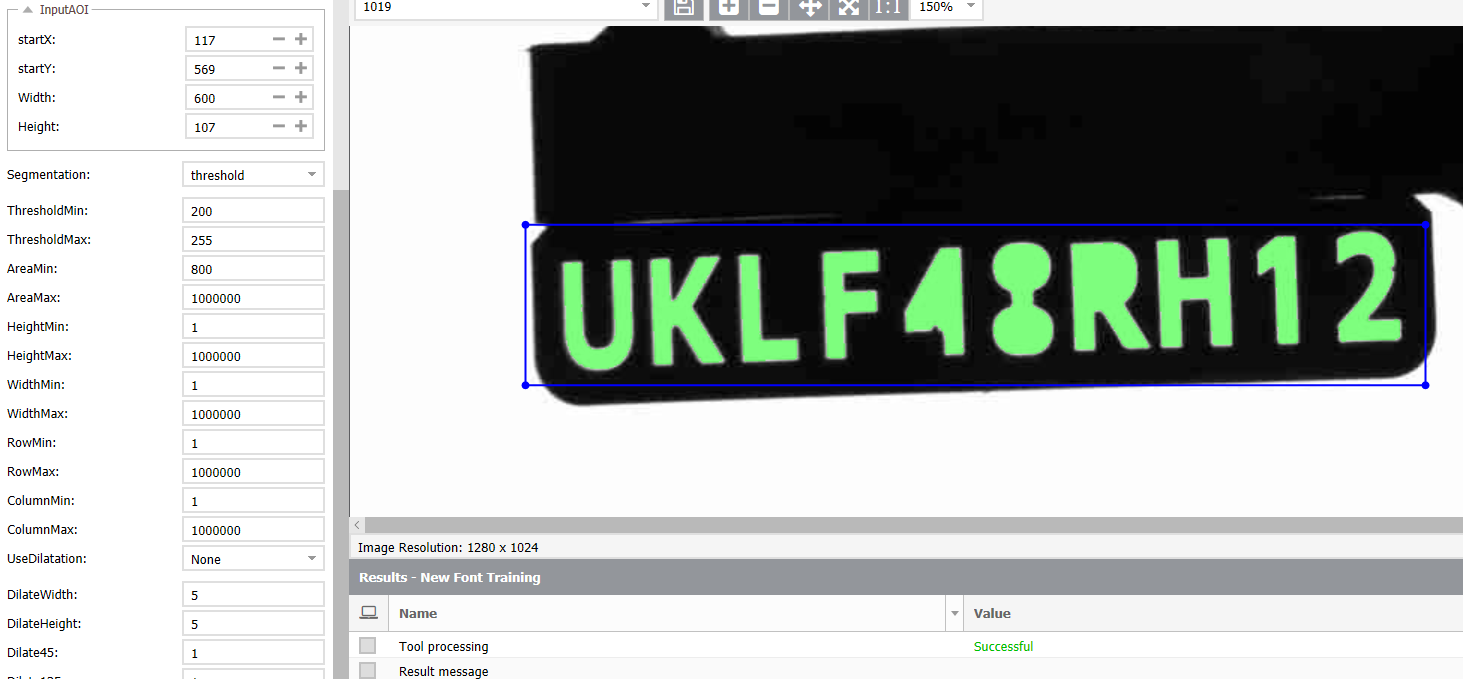 InputAOI
startX: 117
startY: 569
Width: 600
Height: 107
Segmentation: threshold
ThresholdMin: 200
ThresholdMax: 255
AreaMin: 800
AreaMax: 1000000
HeightMin: 1
HeightMax: 1000000
WidthMin: 1
WidthMax: 1000000
RowMin: 1
RowMax: 1000000
ColumnMin: 1
ColumnMax: 1000000
UseDilatation: None
DilateWidth: 5
DilateHeight: 5
Dilate45: 1
1019
1:1
150%
UKLF48RH12
Image Resolution: 1280 x 1024
Results - New Font Training
Name Value
Tool processing Successful
Result message